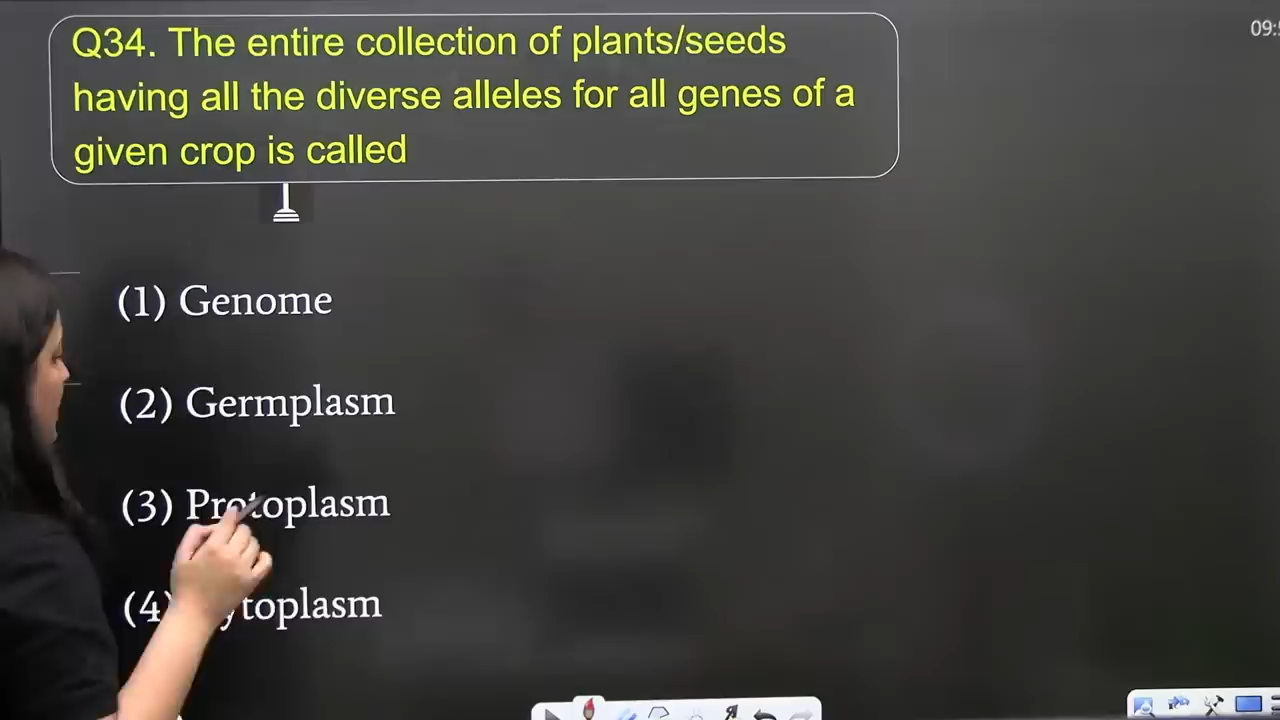 Q34. The entire collection of plants/seeds
having all the diverse alleles for all genes of a
given crop is called
(1) Genome
(2) Germplasm
(3) Protoplasm
(4)